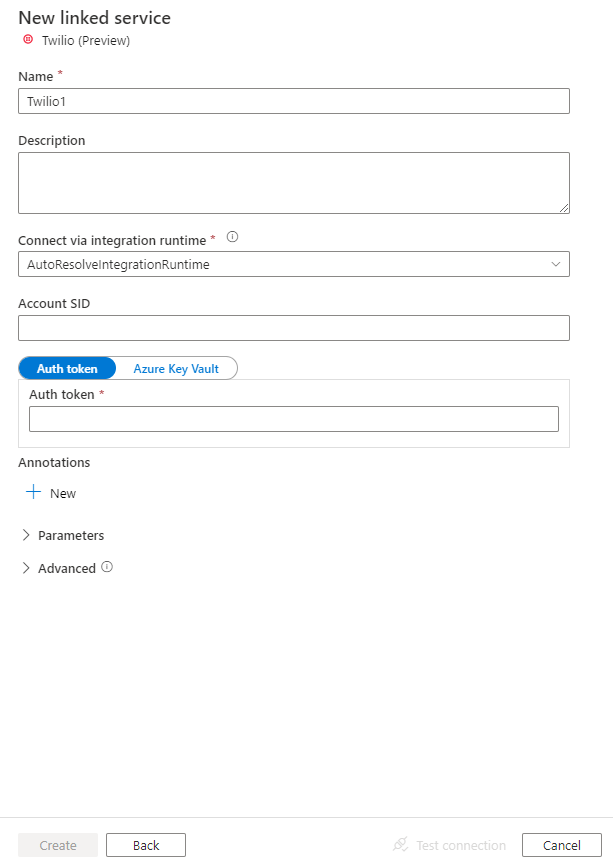 New linked service
Twilio (Preview)
Name *
Twilio1
Description
Connect via integration runtime *
AutoResolveIntegrationRuntime
Account SID
Auth token Azure Key Vault
Auth token *
Annotations
New
Parameters
Advanced
Create Back Test connection Cancel